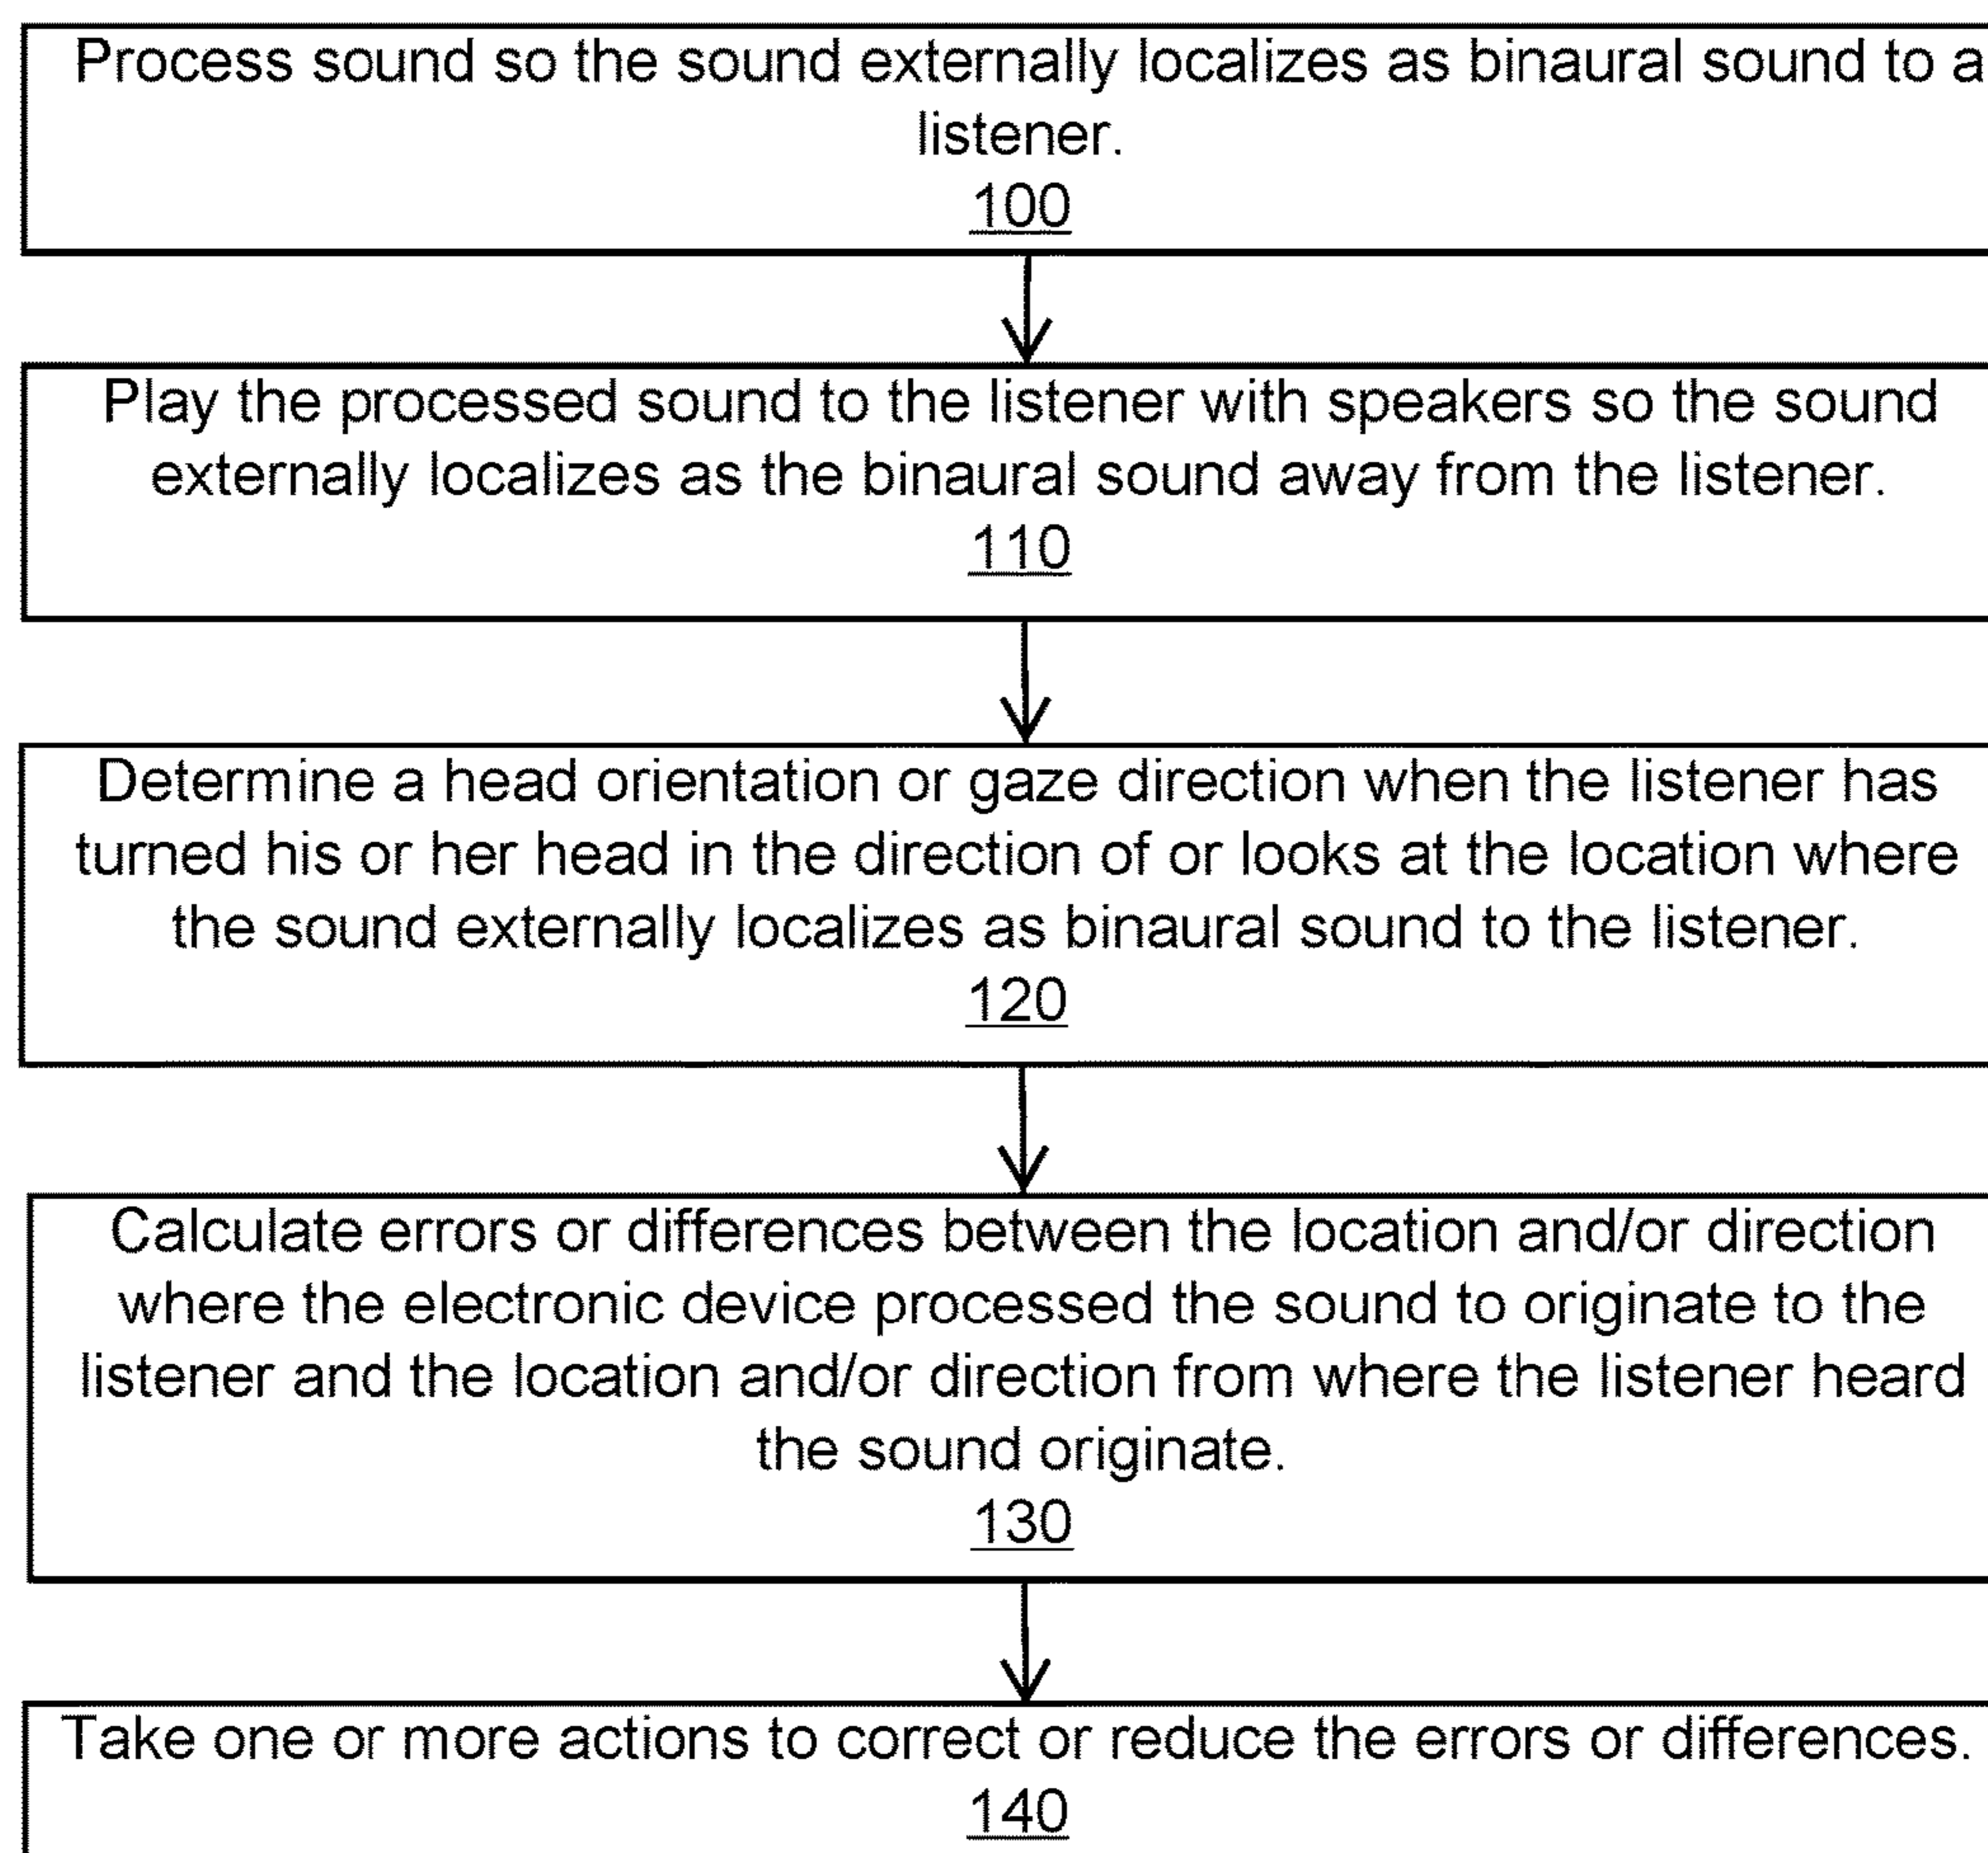 Process sound so the sound externally localizes as binaural sound to a
listener.
100
Play the processed sound to the listener with speakers so the sound
externally localizes as the binaural sound away from the listener.
110
Determine a head orientation or gaze direction when the listener has
turned his or her head in the direction of or looks at the location where
the sound externally localizes as binaural sound to the listener.
120
Calculate errors or differences between the location and/or direction
where the electronic device processed the sound to originate to the
listener and the location and/or direction from where the listener heard
the sound originate.
130
Take one or more actions to correct or reduce the errors or differences.
140